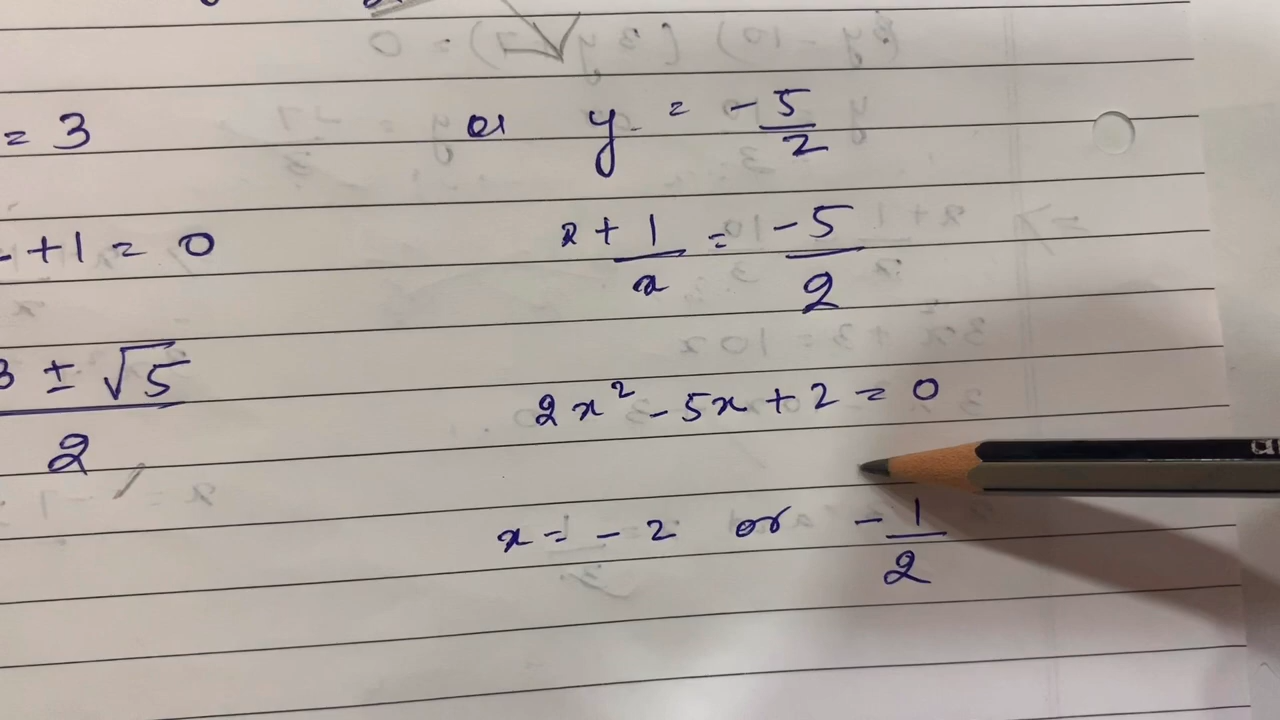 = 3 or y = -5/2
+1 = 0 x + 1/x = -5/2
3 ± √5/2 2x² - 5x + 2 = 0
x = -2 or -1/2